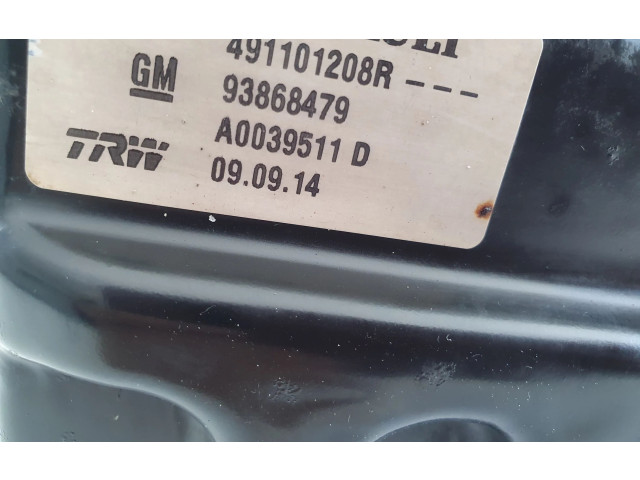 491101208R---
GM 93868479
TRW A0039511 D
09.09.14